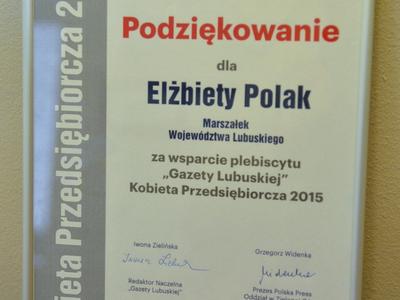 Kobieta Przedsiębiorcza 2
Podziękowanie
dla
Elżbiety Polak
Marszałek
Województwa Lubuskiego
za wsparcie plebiscytu
„Gazety Lubuskiej”
Kobieta Przedsiębiorcza 2015
Iwona Zielińska
Grzegorz Widenka
Redaktor Naczelna
„Gazety Lubuskiej”
Prezes Polska Press
Oddział w